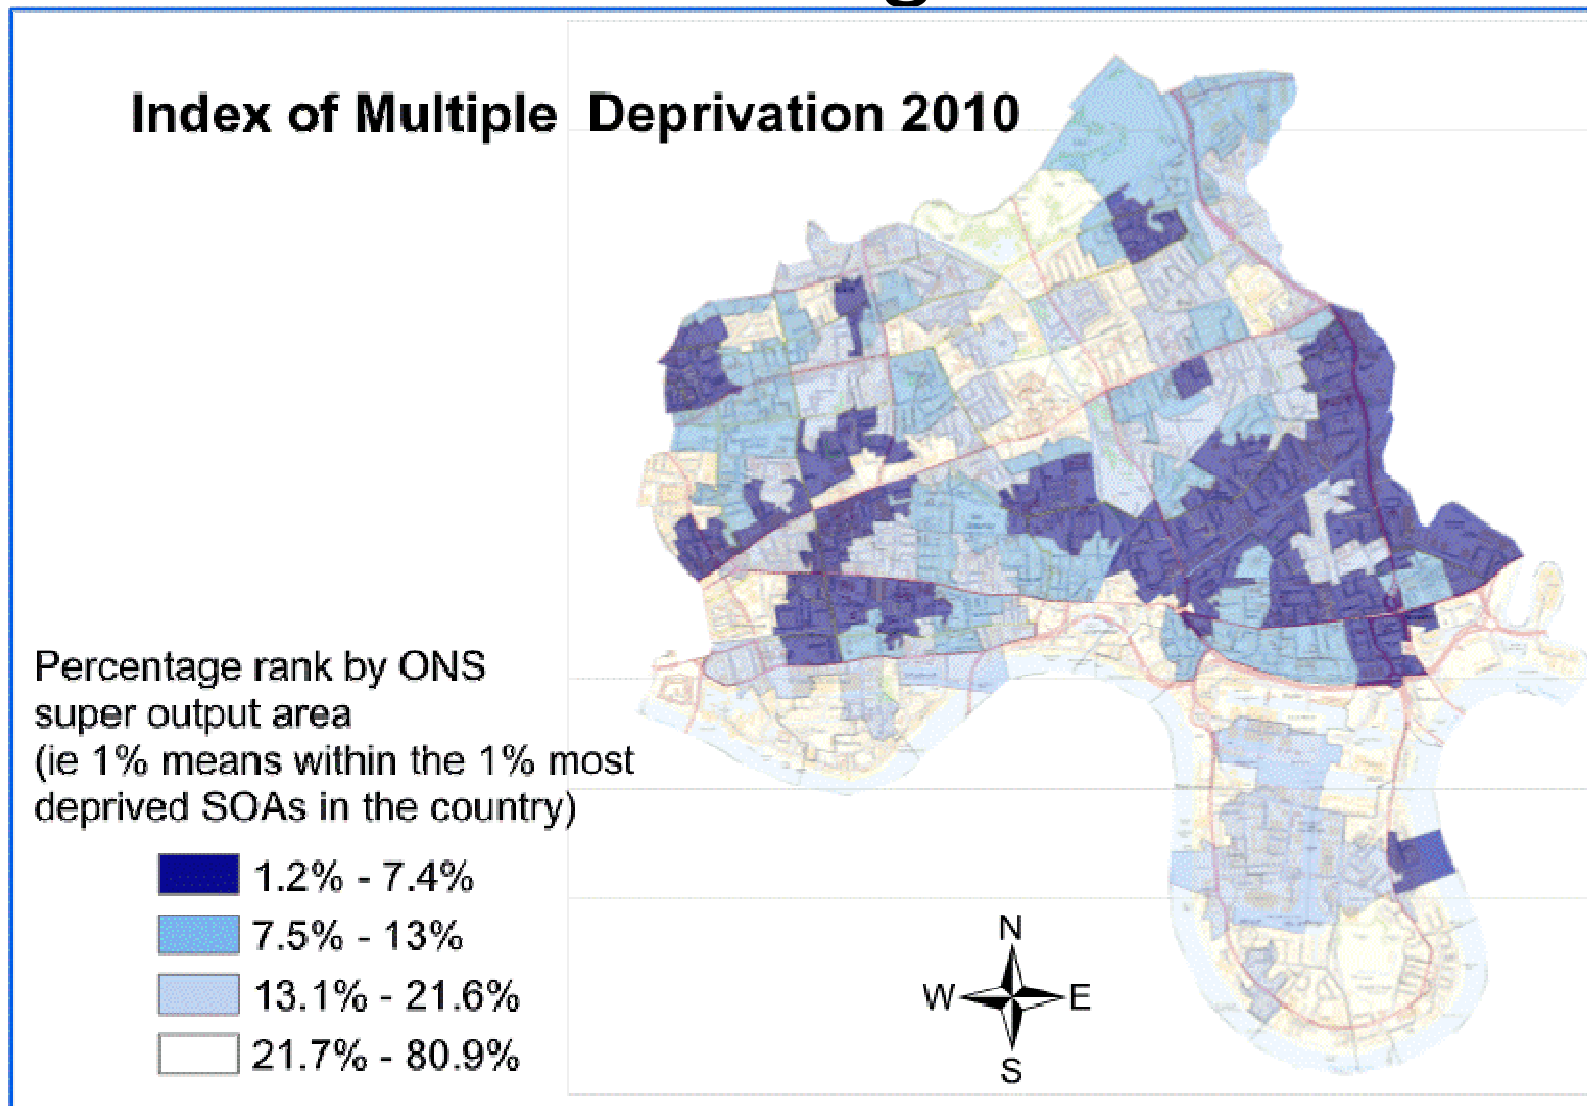 Index of Multiple Deprivation 2010
Percentage rank by ONS
super output area
(ie 1% means within the 1% most
deprived SOAs in the country)
1.2% - 7.4%
7.5% - 13%
13.1% - 21.6%
21.7% - 80.9%
N
W E
S